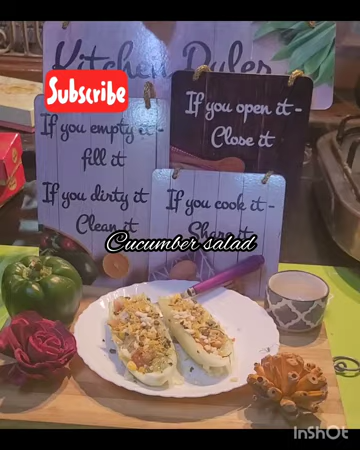 Kitchen Rules
Subscribe
If you open it -
Close it
If you empty it -
fill it
If you dirty it
Clean it
If you cook it -
Share it
Cucumber salad
InShOt